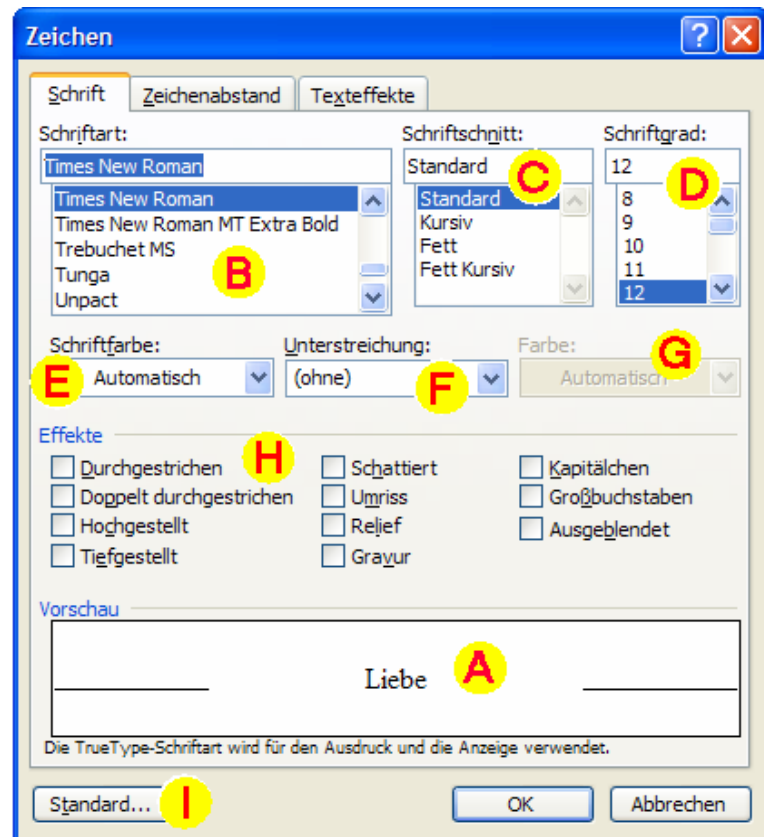 Zeichen
Schrift Zeichenabstand Texteffekte
Schriftart: Schriftschnitt: Schriftgrad:
Times New Roman Standard 12
C D
Times New Roman Standard 8
Times New Roman MT Extra Bold Kursiv 9
Trebuchet MS Fett 10
Tunga Fett Kursiv 11
B
Unpact 12
Schriftfarbe: Unterstreichung: Farbe:
G
E Automatisch (ohne) F Automatisch
Effekte
H
Durchgestrichen Schattiert Kapitälchen
Doppelt durchgestrichen Umriss Großbuchstaben
Hochgestellt Relief Ausgeblendet
Tiefgestellt Gravur
Vorschau
Liebe A
Die TrueType-Schriftart wird für den Ausdruck und die Anzeige verwendet.
Standard... I OK Abbrechen